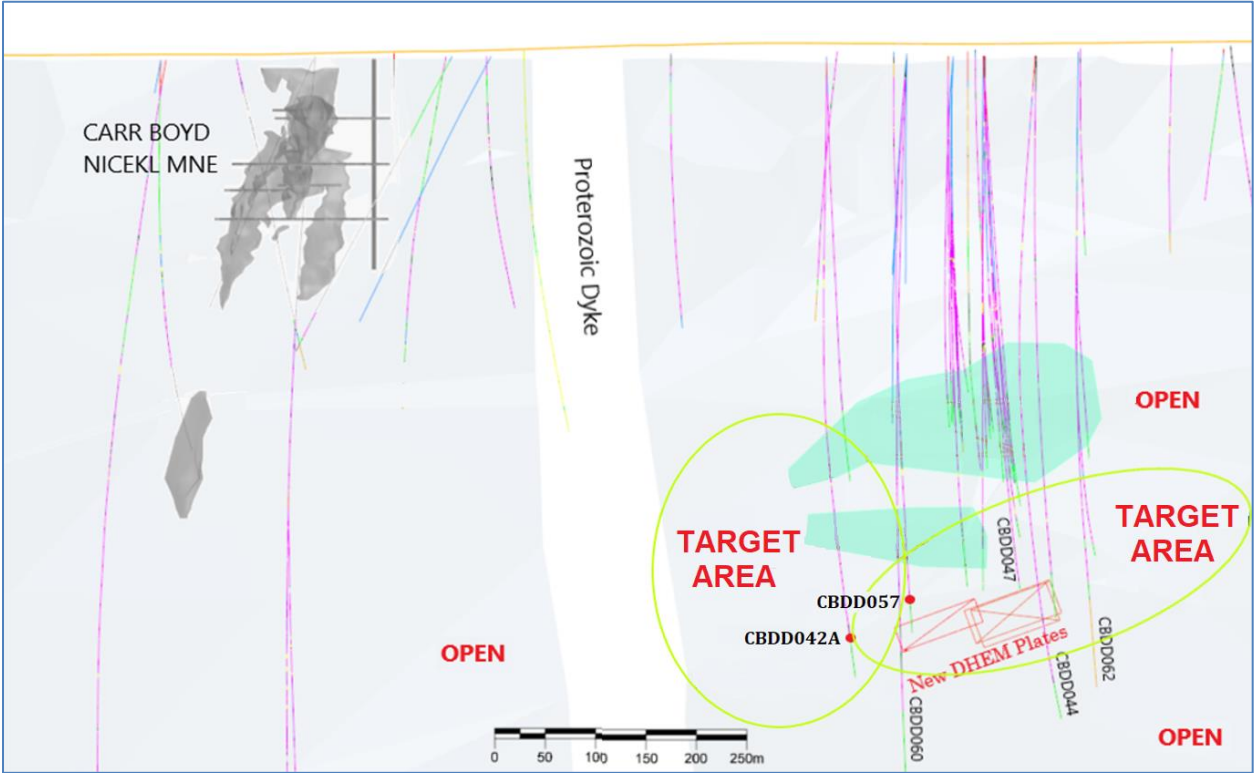 CARR BOYD
NICEKL MNE
Proterozoic Dyke
OPEN
TARGET
AREA
TARGET
AREA
CBDD047
CBDD057
CBDD042A
New DHEM Plates
CBDD062
CBDD044
OPEN
CBDD060
OPEN
0 50 100 150 200 250m